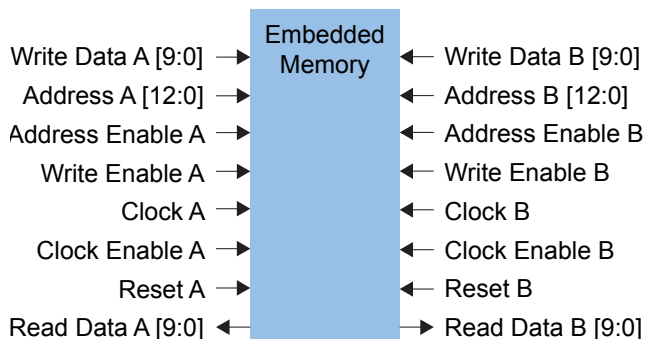 Embedded
Memory
Write Data A [9:0]
Address A [12:0]
Address Enable A
Write Enable A
Clock A
Clock Enable A
Reset A
Read Data A [9:0]
Write Data B [9:0]
Address B [12:0]
Address Enable B
Write Enable B
Clock B
Clock Enable B
Reset B
Read Data B [9:0]